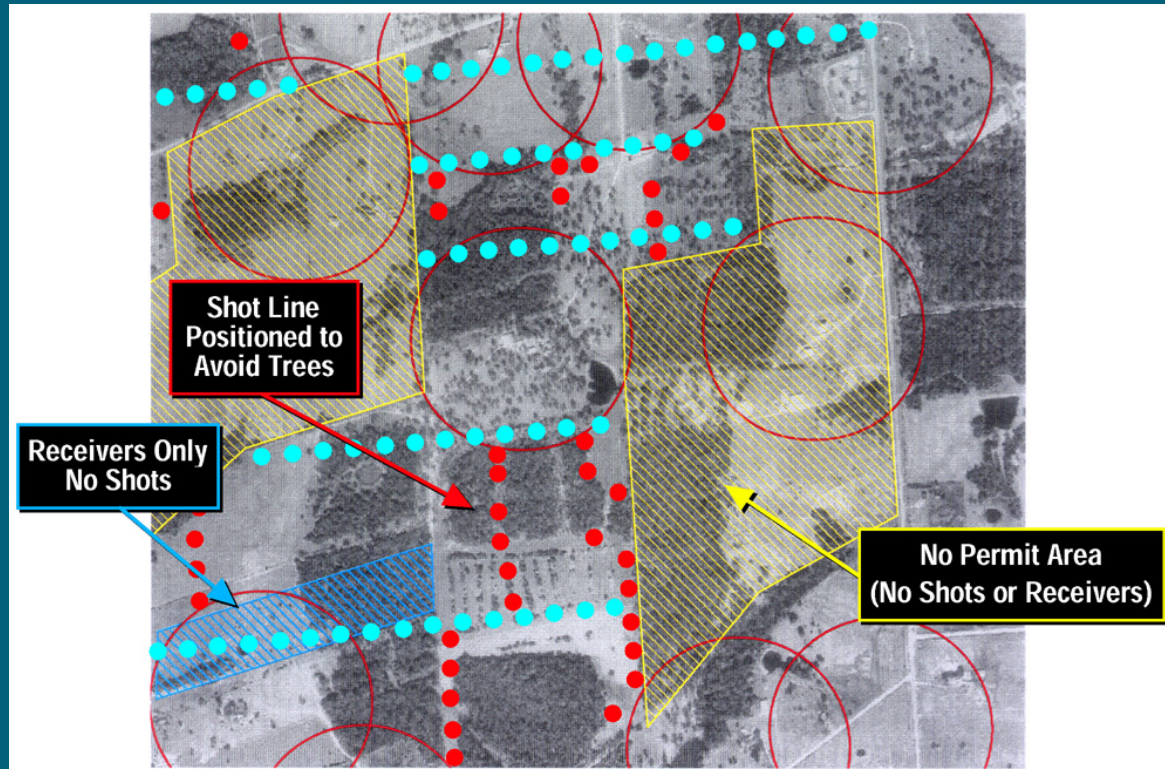 Shot Line
Positioned to
Avoid Trees
Receivers Only
No Shots
No Permit Area
(No Shots or Receivers)